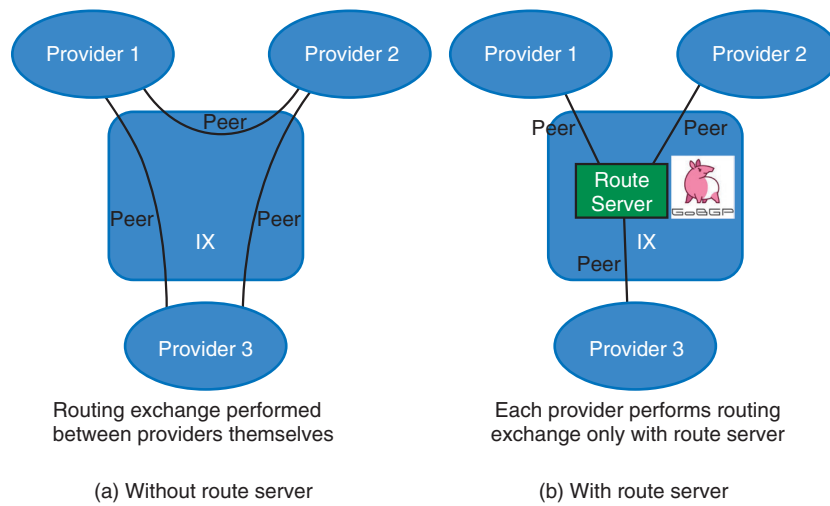 Provider 1
Provider 2
Peer
Peer
Peer
IX
Provider 3
Routing exchange performed
between providers themselves
(a) Without route server
Provider 1
Provider 2
Peer
Peer
Route
Server
GoBGP
Peer
IX
Provider 3
Each provider performs routing
exchange only with route server
(b) With route server